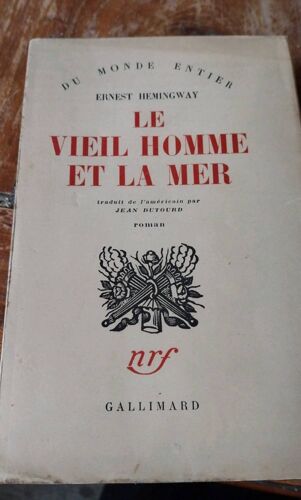 DU MONDE ENTIER
ERNEST HEMINGWAY
LE
VIEIL HOMME
ET LA MER
traduit de l'américain par
JEAN DUTOURD
roman
nrf
GALLIMARD